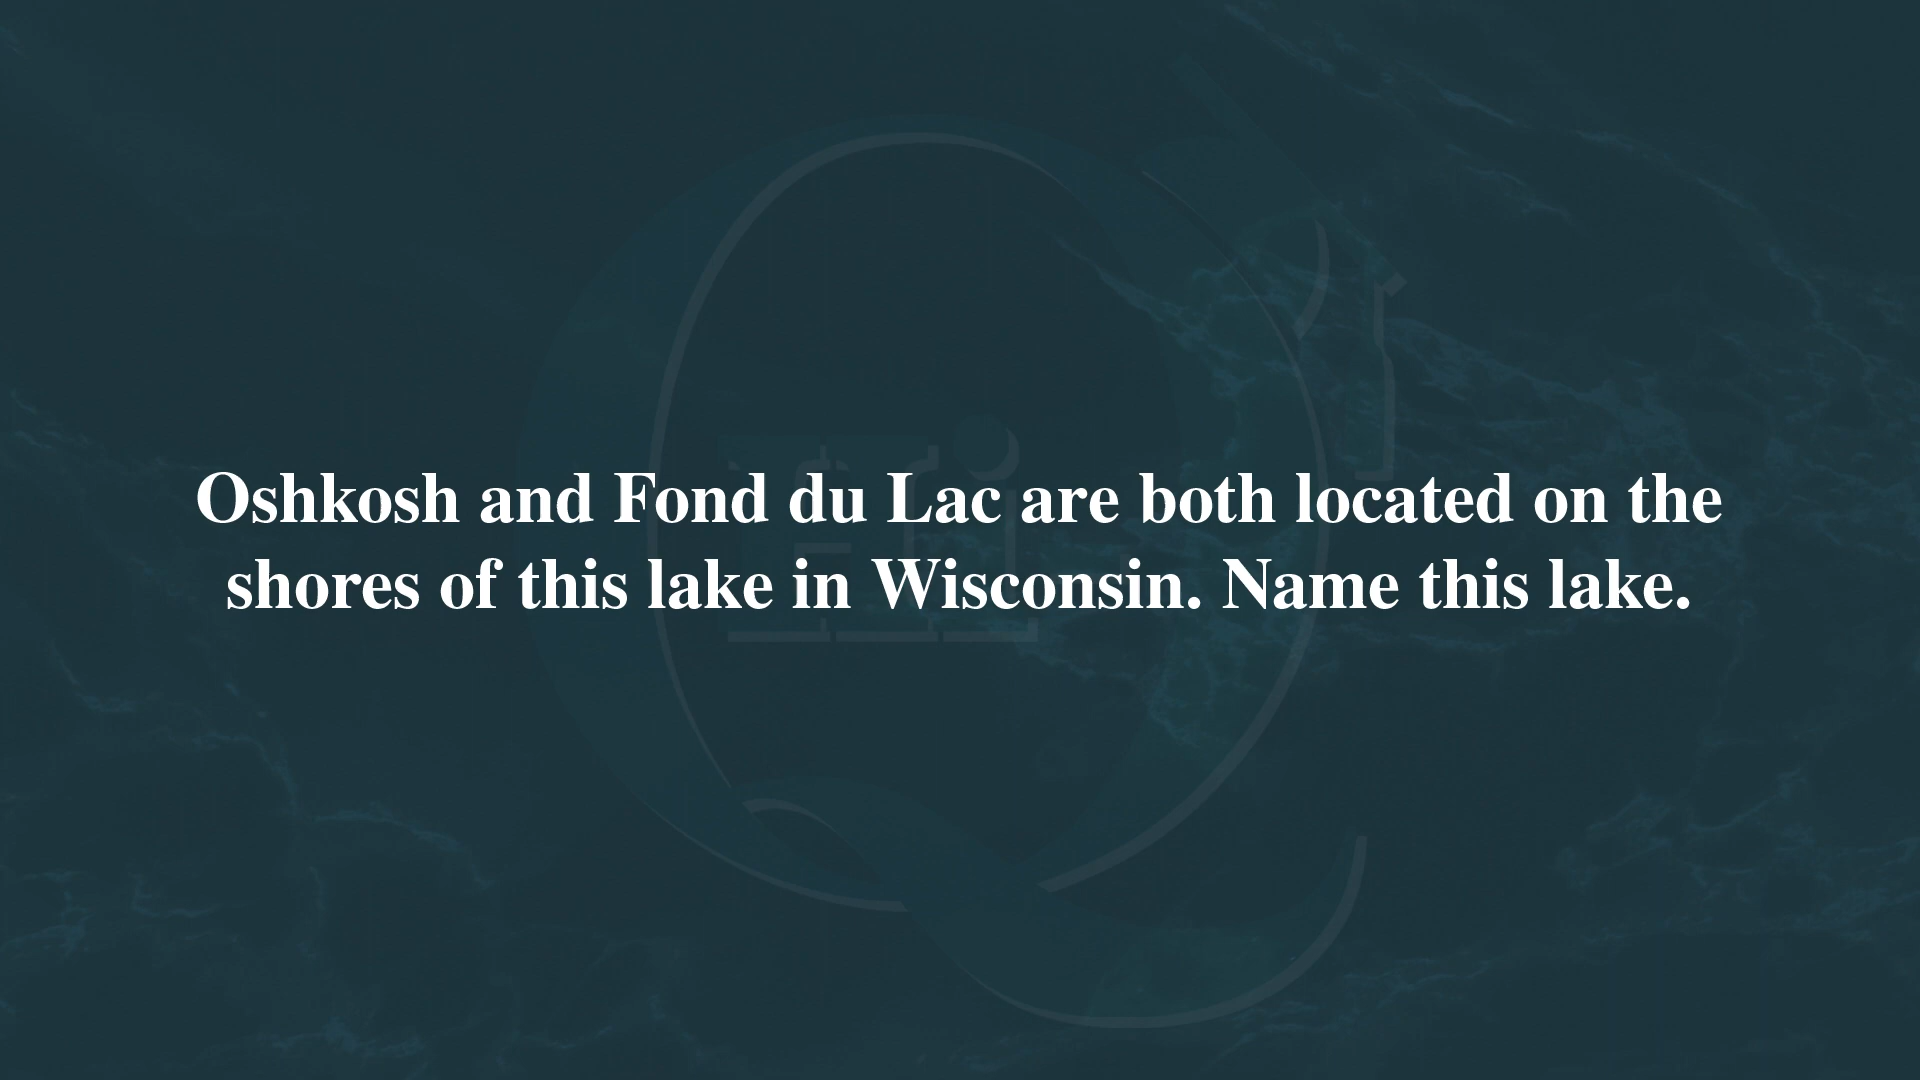 Oshkosh and Fond du Lac are both located on the
shores of this lake in Wisconsin. Name this lake.